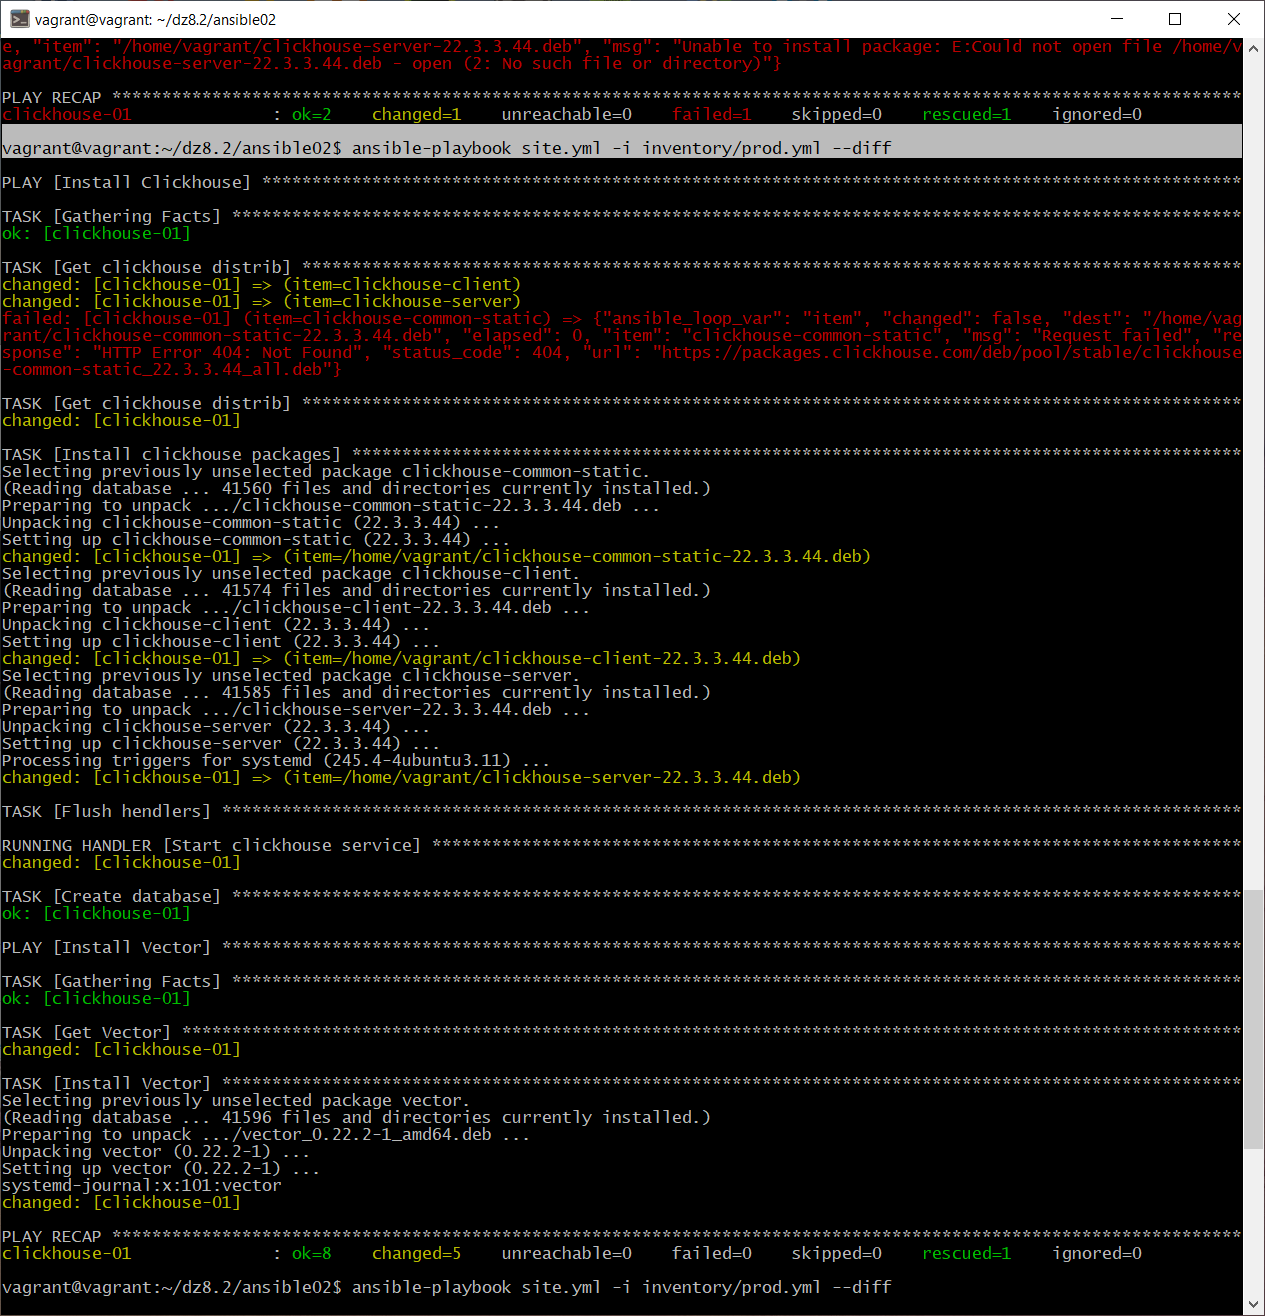 vagrant@vagrant: ~/dz8.2/ansible02
e, "item": "/home/vagrant/clickhouse-server-22.3.3.44.deb", "msg": "Unable to install package: E:Could not open file /home/v
agrant/clickhouse-server-22.3.3.44.deb - open (2: No such file or directory)"}
PLAY RECAP *****************************************************************************************************************
clickhouse-01              : ok=2    changed=1    unreachable=0    failed=1    skipped=0    rescued=1    ignored=0
vagrant@vagrant:~/dz8.2/ansible02$ ansible-playbook site.yml -i inventory/prod.yml --diff
PLAY [Install Clickhouse] **************************************************************************************************
TASK [Gathering Facts] *****************************************************************************************************
ok: [clickhouse-01]
TASK [Get clickhouse distrib] **********************************************************************************************
changed: [clickhouse-01] => (item=clickhouse-client)
changed: [clickhouse-01] => (item=clickhouse-server)
failed: [clickhouse-01] (item=clickhouse-common-static) => {"ansible_loop_var": "item", "changed": false, "dest": "/home/vag
rant/clickhouse-common-static-22.3.3.44.deb", "elapsed": 0, "item": "clickhouse-common-static", "msg": "Request failed", "re
sponse": "HTTP Error 404: Not Found", "status_code": 404, "url": "https://packages.clickhouse.com/deb/pool/stable/clickhouse
-common-static_22.3.3.44_all.deb"}
TASK [Get clickhouse distrib] **********************************************************************************************
changed: [clickhouse-01]
TASK [Install clickhouse packages] *****************************************************************************************
Selecting previously unselected package clickhouse-common-static.
(Reading database ... 41560 files and directories currently installed.)
Preparing to unpack .../clickhouse-common-static-22.3.3.44.deb ...
Unpacking clickhouse-common-static (22.3.3.44) ...
Setting up clickhouse-common-static (22.3.3.44) ...
changed: [clickhouse-01] => (item=/home/vagrant/clickhouse-common-static-22.3.3.44.deb)
Selecting previously unselected package clickhouse-client.
(Reading database ... 41574 files and directories currently installed.)
Preparing to unpack .../clickhouse-client-22.3.3.44.deb ...
Unpacking clickhouse-client (22.3.3.44) ...
Setting up clickhouse-client (22.3.3.44) ...
changed: [clickhouse-01] => (item=/home/vagrant/clickhouse-client-22.3.3.44.deb)
Selecting previously unselected package clickhouse-server.
(Reading database ... 41585 files and directories currently installed.)
Preparing to unpack .../clickhouse-server-22.3.3.44.deb ...
Unpacking clickhouse-server (22.3.3.44) ...
Setting up clickhouse-server (22.3.3.44) ...
Processing triggers for systemd (245.4-4ubuntu3.11) ...
changed: [clickhouse-01] => (item=/home/vagrant/clickhouse-server-22.3.3.44.deb)
TASK [Flush hendlers] ******************************************************************************************************
RUNNING HANDLER [Start clickhouse service] *********************************************************************************
changed: [clickhouse-01]
TASK [Create database] *****************************************************************************************************
ok: [clickhouse-01]
PLAY [Install Vector] ******************************************************************************************************
TASK [Gathering Facts] *****************************************************************************************************
ok: [clickhouse-01]
TASK [Get Vector] **********************************************************************************************************
changed: [clickhouse-01]
TASK [Install Vector] ******************************************************************************************************
Selecting previously unselected package vector.
(Reading database ... 41596 files and directories currently installed.)
Preparing to unpack .../vector_0.22.2-1_amd64.deb ...
Unpacking vector (0.22.2-1) ...
Setting up vector (0.22.2-1) ...
systemd-journal:x:101:vector
changed: [clickhouse-01]
PLAY RECAP *****************************************************************************************************************
clickhouse-01              : ok=8    changed=5    unreachable=0    failed=0    skipped=0    rescued=1    ignored=0
vagrant@vagrant:~/dz8.2/ansible02$ ansible-playbook site.yml -i inventory/prod.yml --diff